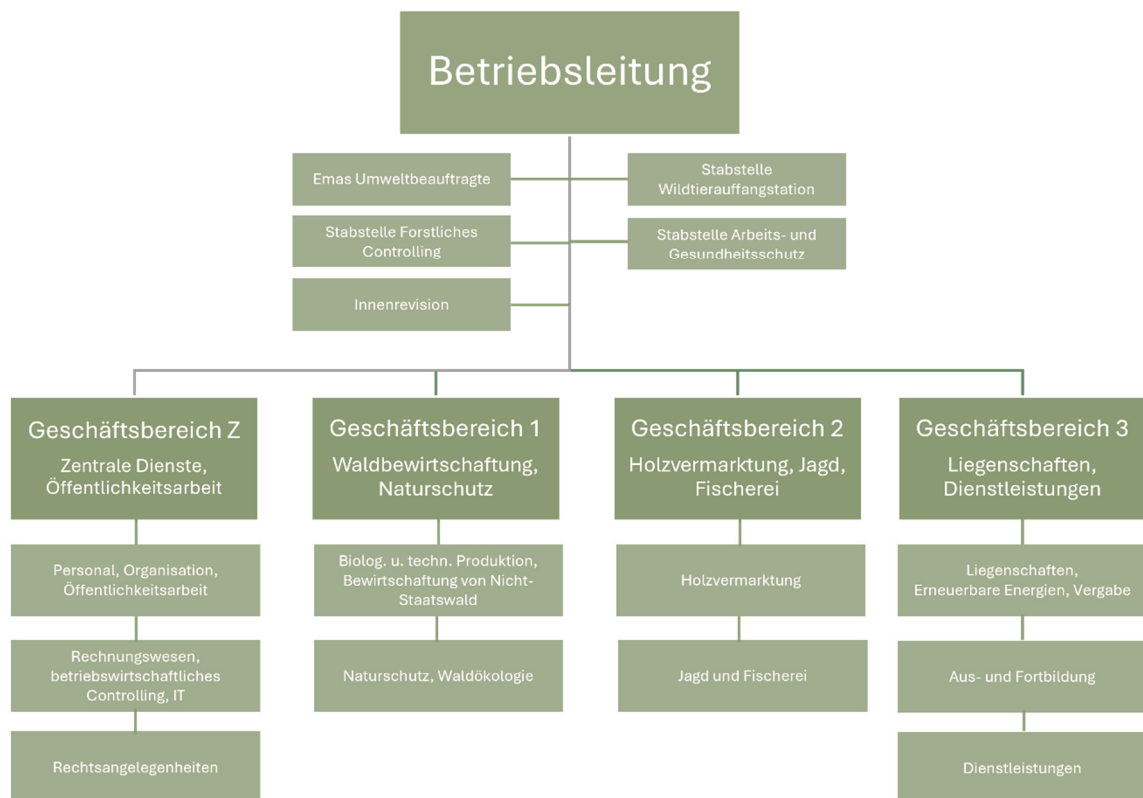 Betriebsleitung
Emas Umweltbeauftragte
Stabstelle
Wildtierauffangstation
Stabstelle Forstliches
Controlling
Stabstelle Arbeits- und
Gesundheitsschutz
Innenrevision
Geschäftsbereich Z
Zentrale Dienste,
Öffentlichkeitsarbeit
Geschäftsbereich 1
Waldbewirtschaftung,
Naturschutz
Geschäftsbereich 2
Holzvermarktung, Jagd,
Fischerei
Geschäftsbereich 3
Liegenschaften,
Dienstleistungen
Personal, Organisation,
Öffentlichkeitsarbeit
Biolog. u. techn. Produktion,
Bewirtschaftung von Nicht-
Staatswald
Holzvermarktung
Liegenschaften,
Erneuerbare Energien, Vergabe
Rechnungswesen,
betriebswirtschaftliches
Controlling, IT
Naturschutz, Waldökologie
Jagd und Fischerei
Aus- und Fortbildung
Rechtsangelegenheiten
Dienstleistungen